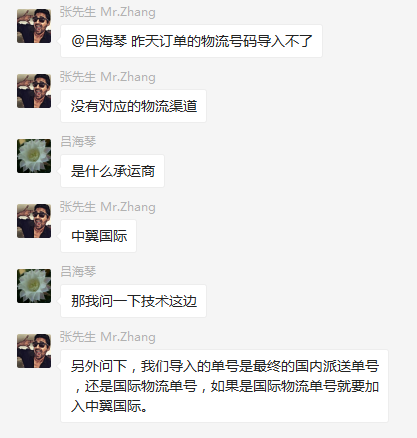 张先生 Mr.Zhang
@吕海琴 昨天订单的物流号码导入不了
张先生 Mr.Zhang
没有对应的物流渠道
吕海琴
是什么承运商
张先生 Mr.Zhang
中翼国际
吕海琴
那我问一下技术这边
张先生 Mr.Zhang
另外问下，我们导入的单号是最终的国内派送单号
，还是国际物流单号，如果是国际物流单号就要加
入中翼国际。